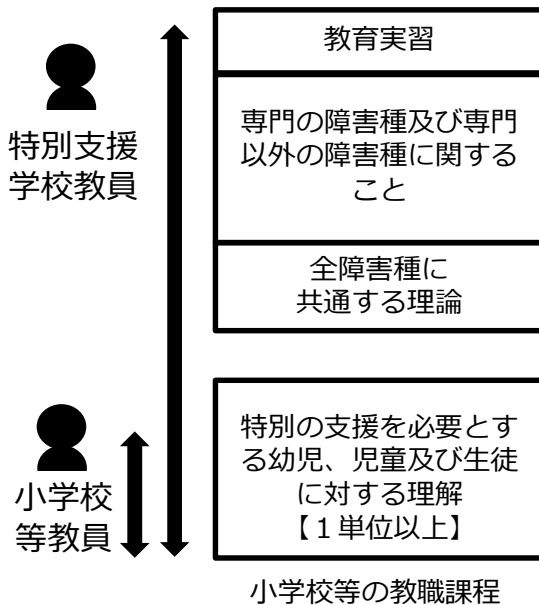 教育実習
特別支援
学校教員
専門の障害種及び専門
以外の障害種に関する
こと
全障害種に
共通する理論
小学校
等教員
特別の支援を必要とす
る幼児、児童及び生徒
に対する理解
【１単位以上】
小学校等の教職課程